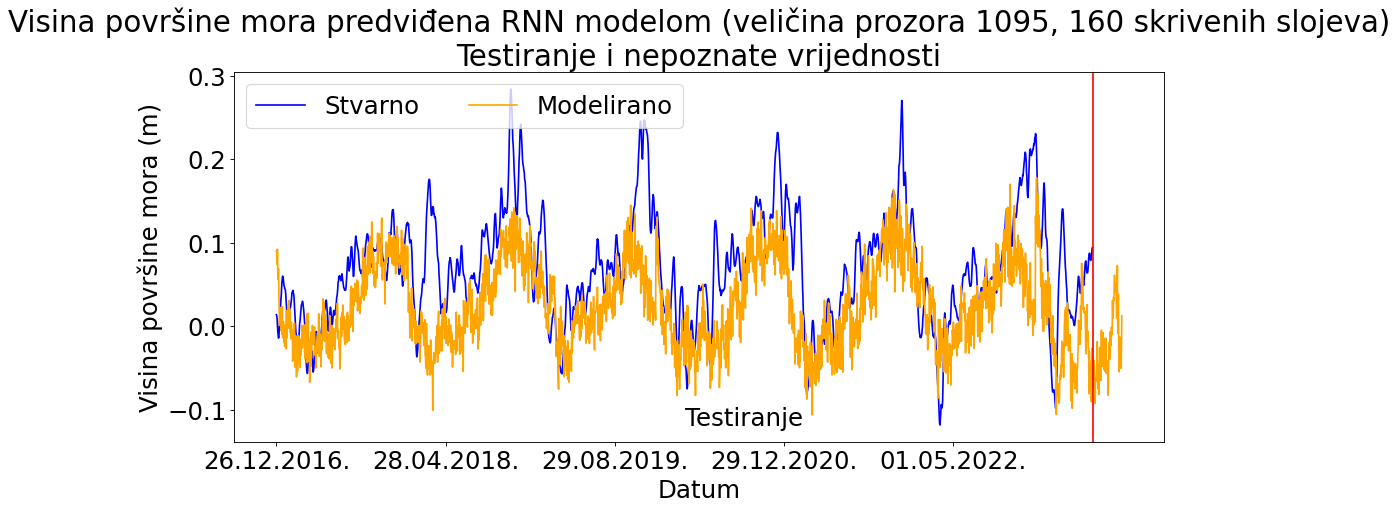 Visina površine mora predviđena RNN modelom (veličina prozora 1095, 160 skrivenih slojeva)
Testiranje i nepoznate vrijednosti
Stvarno Modelirano
Visina površine mora (m)
0.3
0.2
0.1
0.0
−0.1
Testiranje
26.12.2016. 28.04.2018. 29.08.2019. 29.12.2020. 01.05.2022.
Datum